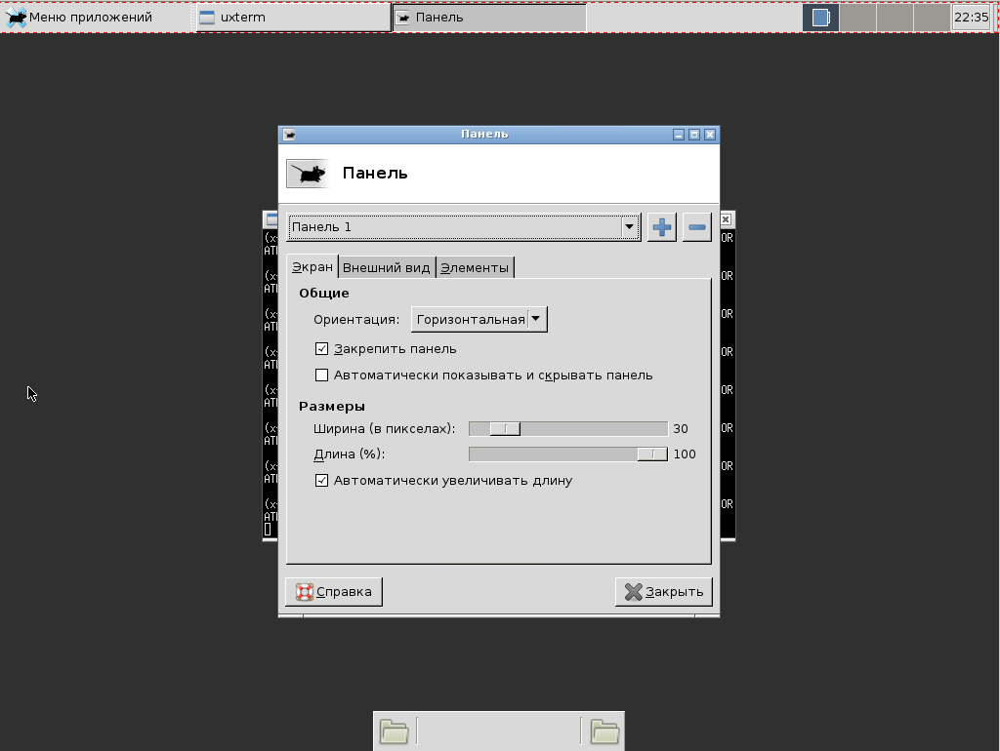 Меню приложений
uxterm
Панель
22:35
Панель
Панель
Панель 1
Экран
Внешний вид
Элементы
Общие
Ориентация: Горизонтальная
Закрепить панель
Автоматически показывать и скрывать панель
Размеры
Ширина (в пикселах): 30
Длина (%): 100
Автоматически увеличивать длину
Справка
Закрыть